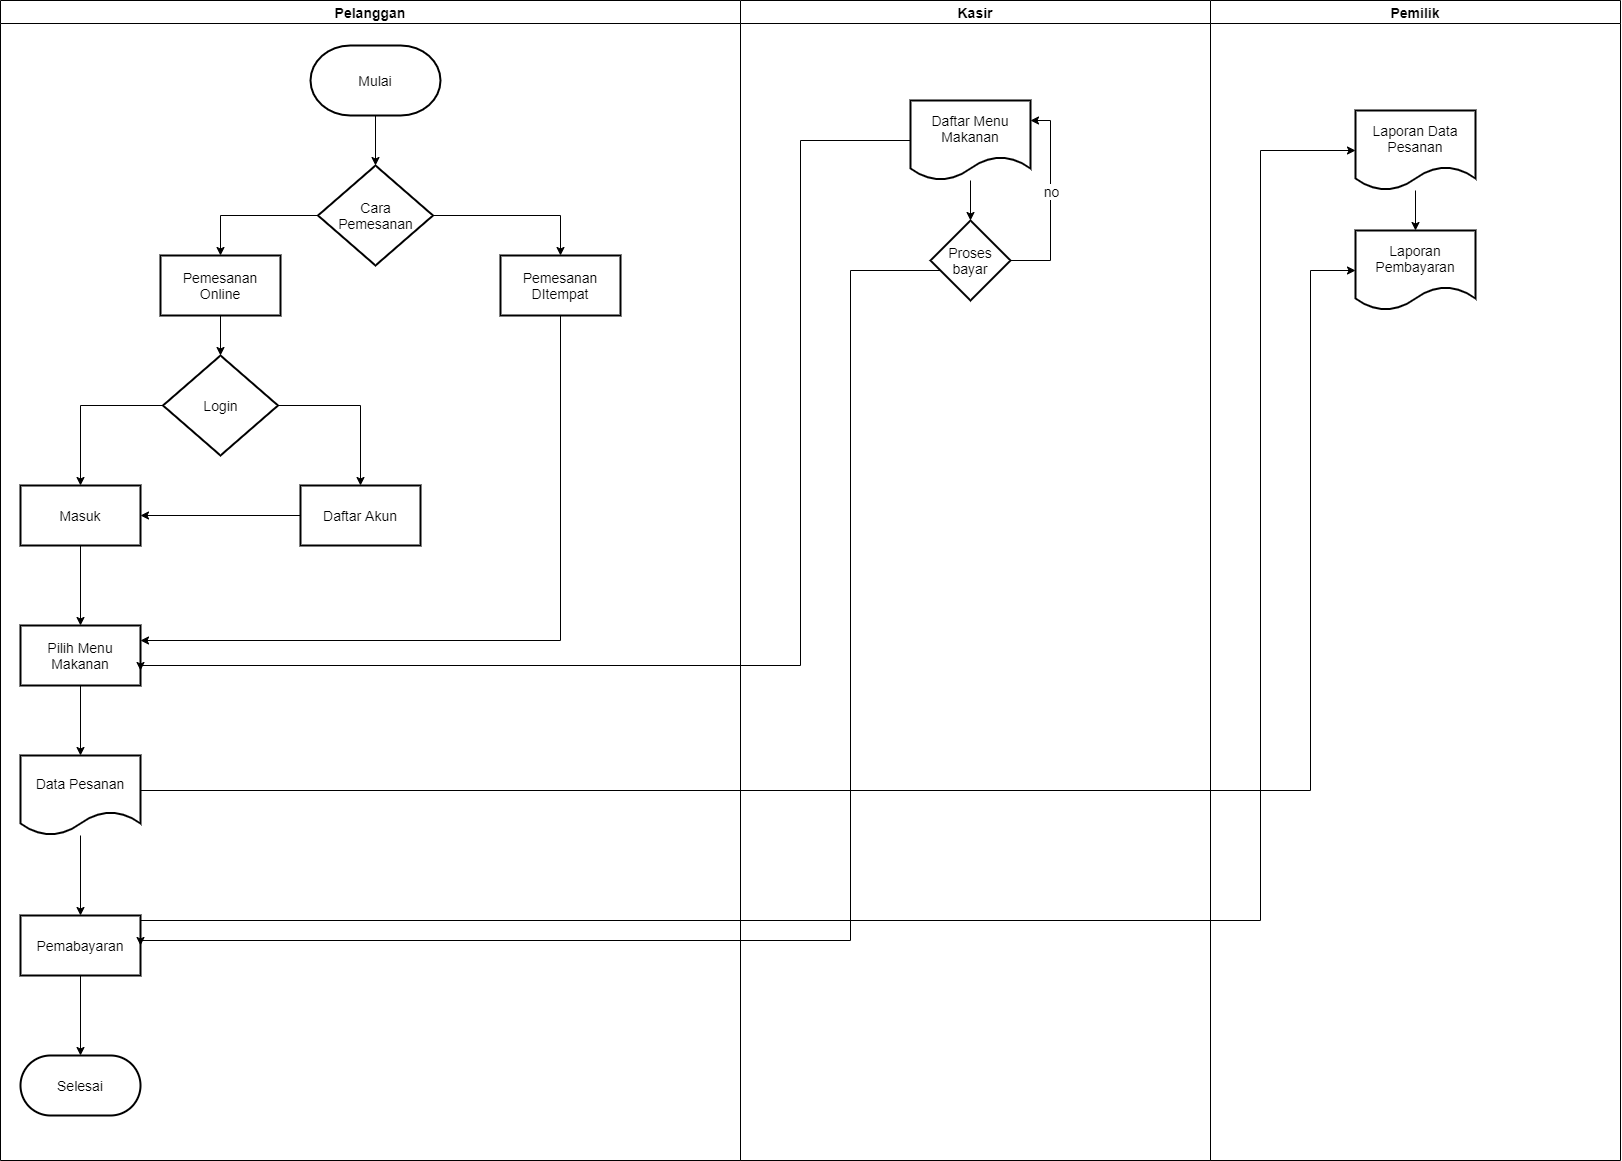 Pelanggan
Kasir
Pemilik
Mulai
Cara
Pemesanan
Pemesanan
Online
Pemesanan
DItempat
Login
Masuk
Daftar Akun
Pilih Menu
Makanan
Data Pesanan
Pemabayaran
Selesai
Daftar Menu
Makanan
no
Proses
bayar
Laporan Data
Pesanan
Laporan
Pembayaran